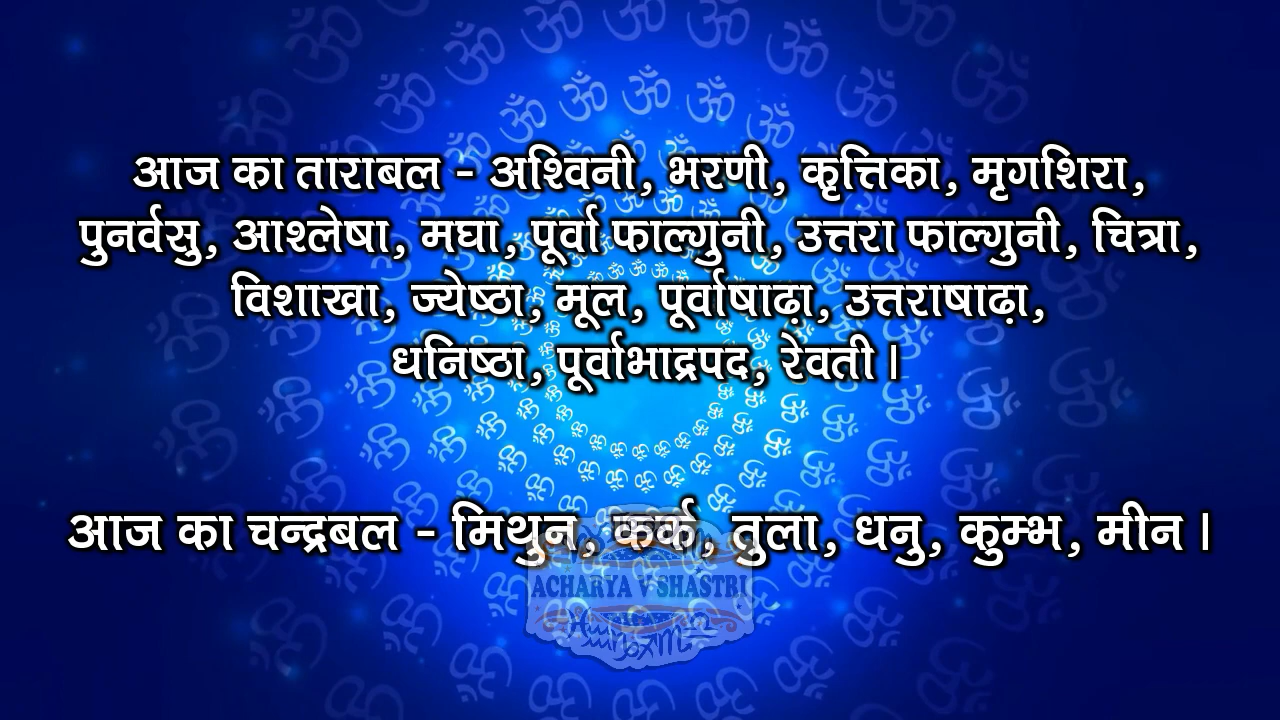 आज का ताराबल - अश्विनी, भरणी, कृत्तिका, मृगशिरा,
पुनर्वसु, आश्लेषा, मघा, पूर्वा फाल्गुनी, उत्तरा फाल्गुनी, चित्रा,
विशाखा, ज्येष्ठा, मूल, पूर्वाषाढ़ा, उत्तराषाढ़ा,
धनिष्ठा, पूर्वाभाद्रपद, रेवती।
आज का चन्द्रबल - मिथुन, कर्क, तुला, धनु, कुम्भ, मीन।
ACHARYA V SHASTRI